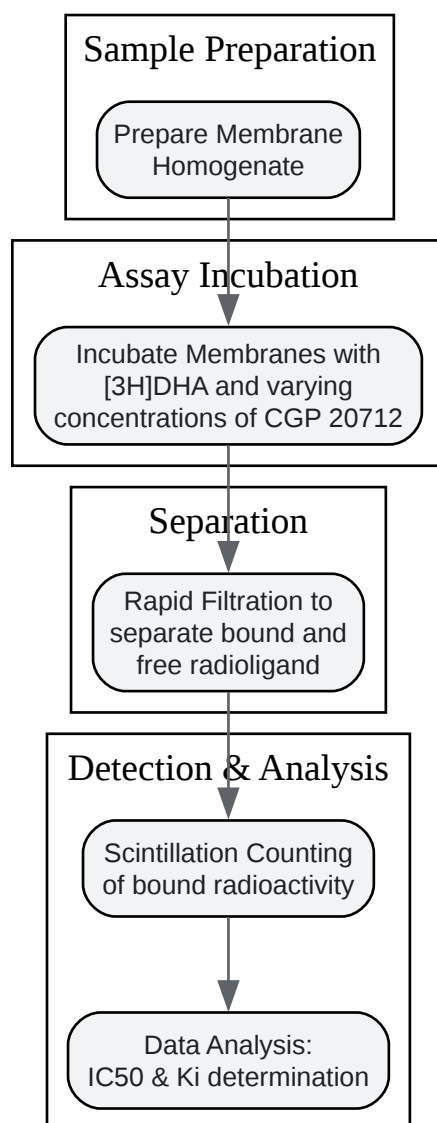 Sample Preparation
Prepare Membrane
Homogenate
Assay Incubation
Incubate Membranes with
[3H]DHA and varying
concentrations of CGP 20712
Separation
Rapid Filtration to
separate bound and
free radioligand
Detection & Analysis
Scintillation Counting
of bound radioactivity
Data Analysis:
IC50 & Ki determination